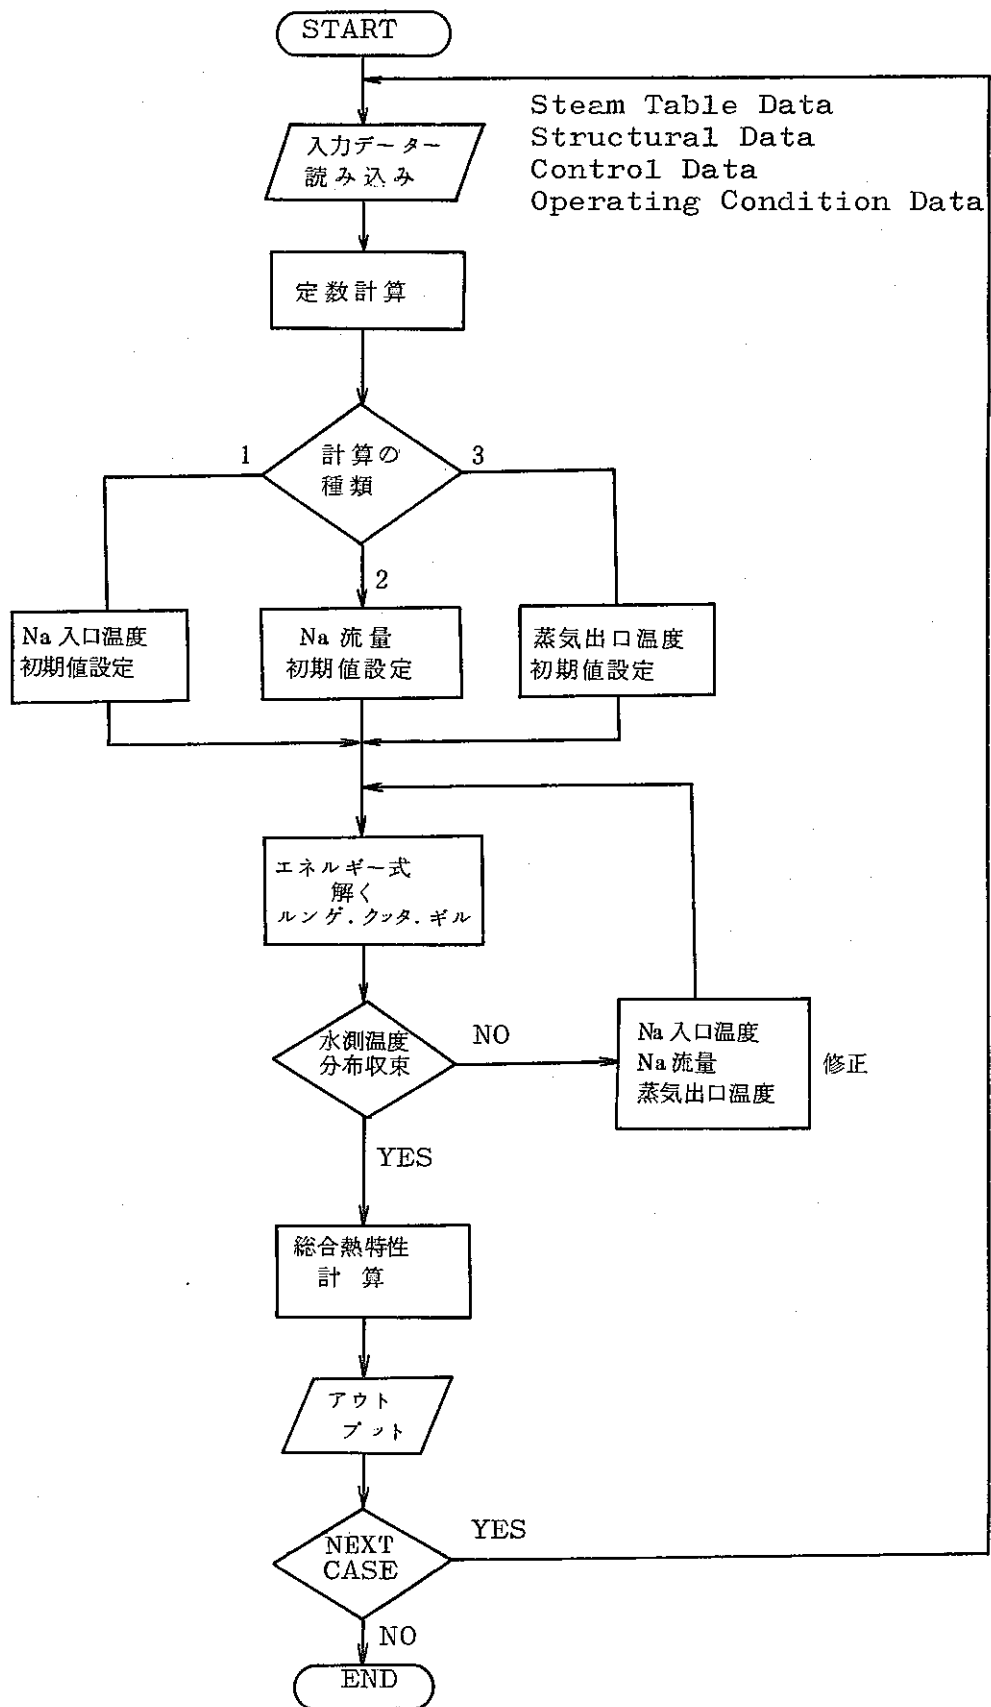 START
Steam Table Data
Structural Data
Control Data
Operating Condition Data
入力データー
読み込み
定数計算
計算の
種類
1
3
2
Na 入口温度
初期値設定
Na 流量
初期値設定
蒸気出口温度
初期値設定
エネルギー式
解く
ルンゲ.クッタ.ギル
水測温度
分布収束
NO
Na 入口温度
Na 流量
蒸気出口温度
修正
YES
総合熱特性
計 算
アウト
プット
NEXT
CASE
YES
NO
END